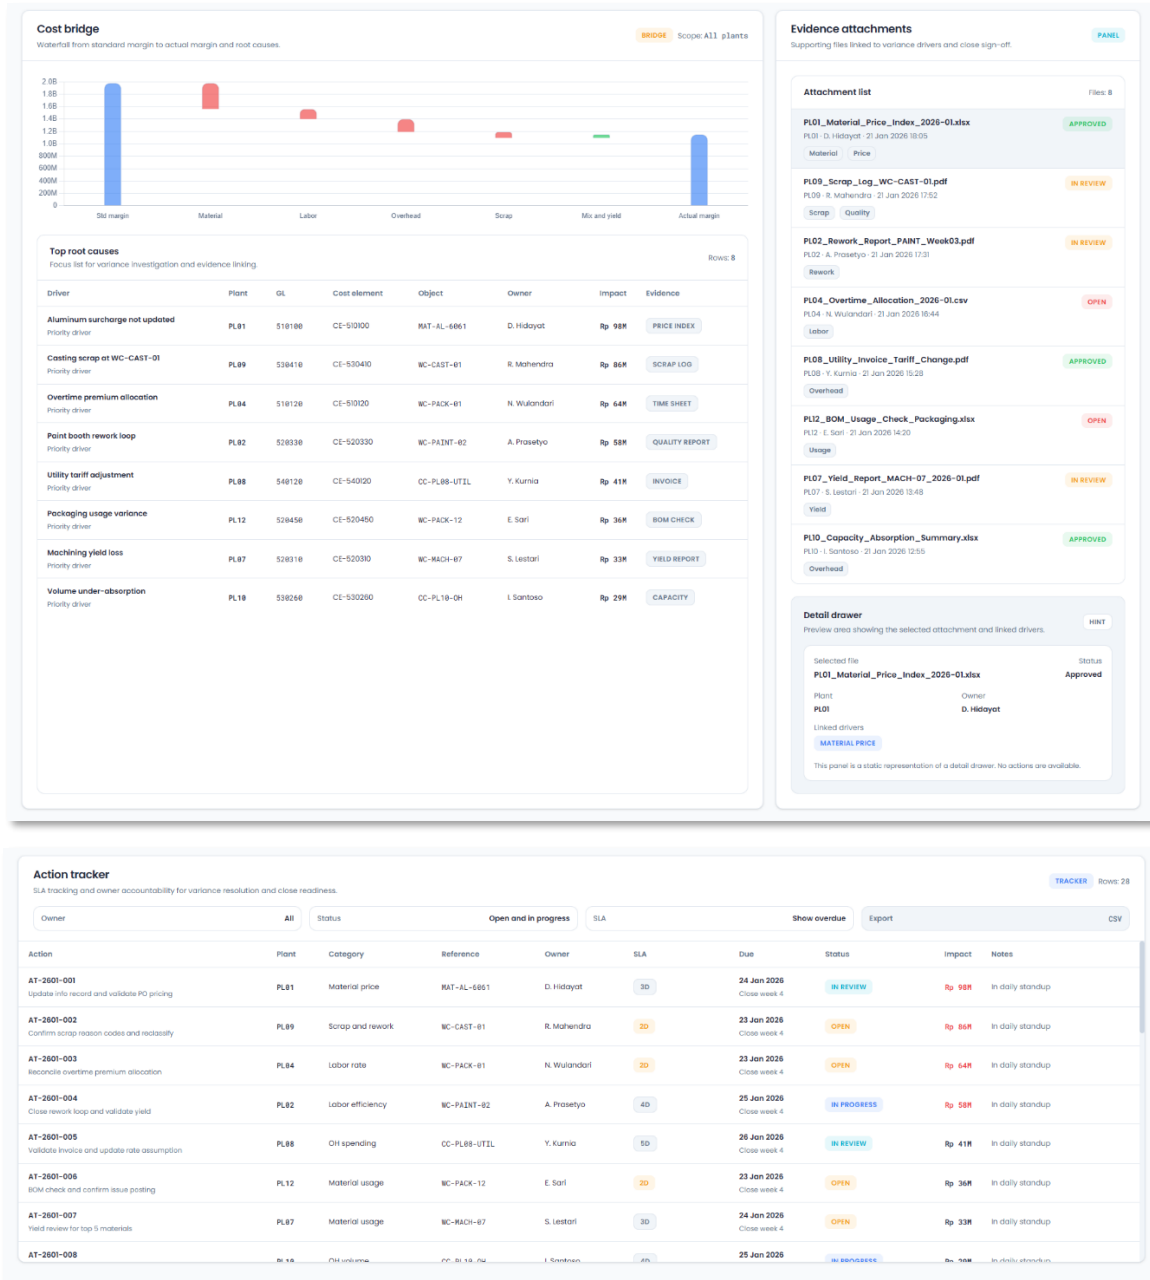 Cost bridge
Waterfall from standard margin to actual margin and root causes.
BRIDGE Scope: All plants
2.0B
1.8B
1.6B
1.4B
1.2B
1.0B
800M
600M
400M
200M
0
Std margin Material Labor Overhead Scrap Mix and yield Actual margin
Top root causes
Focus list for variance investigation and evidence linking.
Rows: 8
Driver Plant GL Cost element Object Owner Impact Evidence
Aluminum surcharge not updated
Priority driver
PL01 510100 CE-510100 MAT-AL-6061 D. Hidayat Rp 98M PRICE INDEX
Casting scrap at WC-CAST-01
Priority driver
PL09 530410 CE-530410 WC-CAST-01 R. Mahendra Rp 86M SCRAP LOG
Overtime premium allocation
Priority driver
PL04 510120 CE-510120 WC-PACK-01 N. Wulandari Rp 64M TIME SHEET
Paint booth rework loop
Priority driver
PL02 520330 CE-520330 WC-PAINT-02 A. Prasetyo Rp 58M QUALITY REPORT
Utility tariff adjustment
Priority driver
PL08 540120 CE-540120 CC-PL08-UTIL Y. Kurnia Rp 41M INVOICE
Packaging usage variance
Priority driver
PL12 520450 CE-520450 WC-PACK-12 E. Sari Rp 36M BOM CHECK
Machining yield loss
Priority driver
PL07 520310 CE-520310 WC-MACH-07 S. Lestari Rp 33M YIELD REPORT
Volume under-absorption
Priority driver
PL10 530260 CE-530260 CC-PL10-OH I. Santoso Rp 29M CAPACITY
Evidence attachments
Supporting files linked to variance drivers and close sign-off.
PANEL
Attachment list
Files: 8
PL01_Material_Price_Index_2026-01.xlsx
PL01 · D. Hidayat · 21 Jan 2026 18:05
Material Price
APPROVED
PL09_Scrap_Log_WC-CAST-01.pdf
PL09 · R. Mahendra · 21 Jan 2026 17:52
Scrap Quality
IN REVIEW
PL02_Rework_Report_PAINT_Week03.pdf
PL02 · A. Prasetyo · 21 Jan 2026 17:31
Rework
IN REVIEW
PL04_Overtime_Allocation_2026-01.csv
PL04 · N. Wulandari · 21 Jan 2026 16:44
Labor
OPEN
PL08_Utility_Invoice_Tariff_Change.pdf
PL08 · Y. Kurnia · 21 Jan 2026 15:28
Overhead
APPROVED
PL12_BOM_Usage_Check_Packaging.xlsx
PL12 · E. Sari · 21 Jan 2026 14:20
Usage
OPEN
PL07_Yield_Report_MACH-07_2026-01.pdf
PL07 · S. Lestari · 21 Jan 2026 13:48
Yield
IN REVIEW
PL10_Capacity_Absorption_Summary.xlsx
PL10 · I. Santoso · 21 Jan 2026 12:55
Overhead
APPROVED
Detail drawer
Preview area showing the selected attachment and linked drivers.
HINT
Selected file Status
PL01_Material_Price_Index_2026-01.xlsx Approved
Plant Owner
PL01 D. Hidayat
Linked drivers
MATERIAL PRICE
This panel is a static representation of a detail drawer. No actions are available.
Action tracker
SLA tracking and owner accountability for variance resolution and close readiness.
TRACKER Rows: 28
Owner All Status Open and in progress SLA Show overdue Export CSV
Action Plant Category Reference Owner SLA Due Status Impact Notes
AT-2601-001
Update info record and validate PO pricing
PL01 Material price MAT-AL-6061 D. Hidayat 3D
24 Jan 2026
Close week 4
IN REVIEW Rp 98M In daily standup
AT-2601-002
Confirm scrap reason codes and reclassify
PL09 Scrap and rework WC-CAST-01 R. Mahendra 2D
23 Jan 2026
Close week 4
OPEN Rp 86M In daily standup
AT-2601-003
Reconcile overtime premium allocation
PL04 Labor rate WC-PACK-01 N. Wulandari 2D
23 Jan 2026
Close week 4
OPEN Rp 64M In daily standup
AT-2601-004
Close rework loop and validate yield
PL02 Labor efficiency WC-PAINT-02 A. Prasetyo 4D
25 Jan 2026
Close week 4
IN PROGRESS Rp 58M In daily standup
AT-2601-005
Validate invoice and update rate assumption
PL08 OH spending CC-PL08-UTIL Y. Kurnia 5D
26 Jan 2026
Close week 4
IN REVIEW Rp 41M In daily standup
AT-2601-006
BOM check and confirm issue posting
PL12 Material usage WC-PACK-12 E. Sari 2D
23 Jan 2026
Close week 4
OPEN Rp 36M In daily standup
AT-2601-007
Yield review for top 5 materials
PL07 Material usage WC-MACH-07 S. Lestari 3D
24 Jan 2026
Close week 4
OPEN Rp 33M In daily standup
AT-2601-008
PL10 OH volume CC-PL10-OH I. Santoso 4D
25 Jan 2026
IN PROGRESS Rp 29M In daily standup